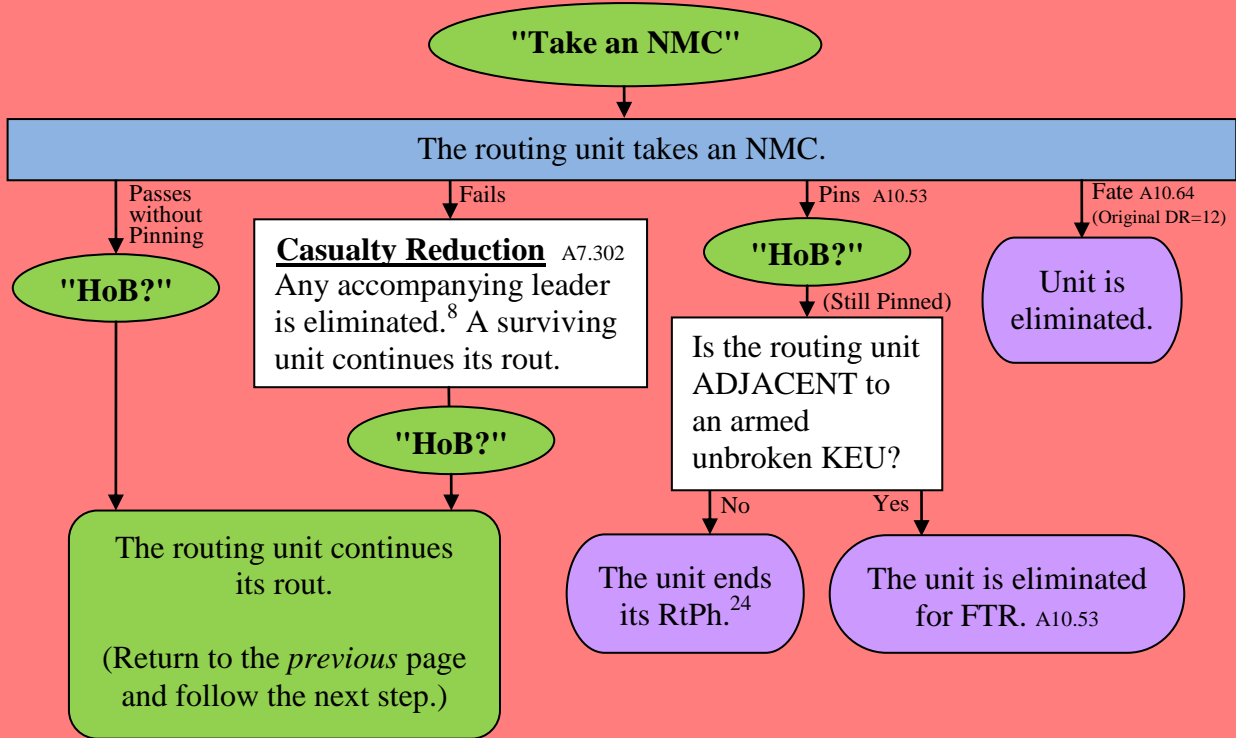 "Take an NMC"
The routing unit takes an NMC.
Passes
without
Pinning
"HoB?"
Fails
Casualty Reduction A7.302
Any accompanying leader
is eliminated.8 A surviving
unit continues its rout.
"HoB?"
The routing unit continues
its rout.
(Return to the previous page
and follow the next step.)
Pins A10.53
"HoB?"
(Still Pinned)
Is the routing unit
ADJACENT to
an armed
unbroken KEU?
No
The unit ends
its RtPh.24
Yes
The unit is eliminated
for FTR. A10.53
Fate A10.64
(Original DR=12)
Unit is
eliminated.